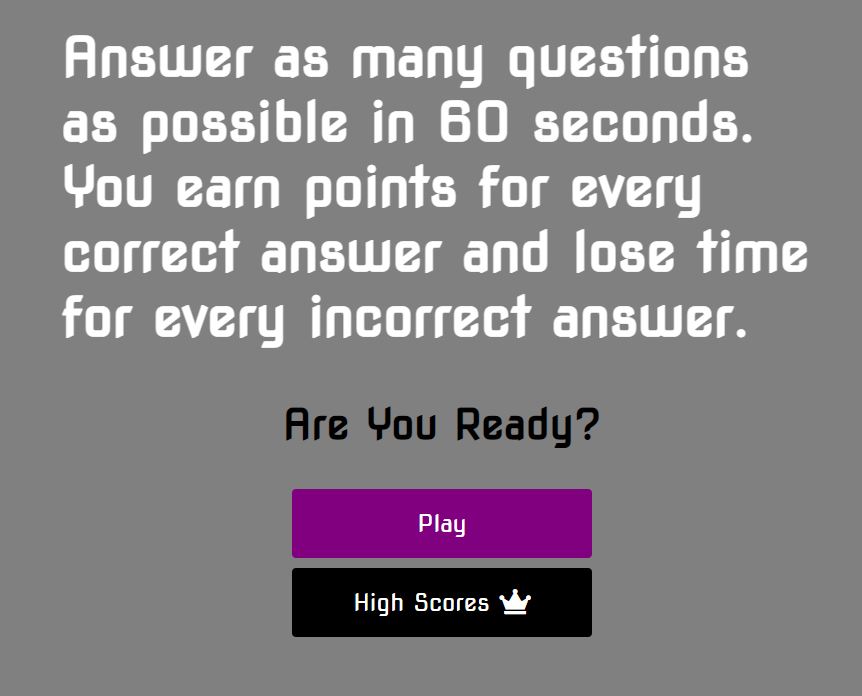 Answer as many questions
as possible in 60 seconds.
You earn points for every
correct answer and lose time
for every incorrect answer.
Are You Ready?
Play
High Scores